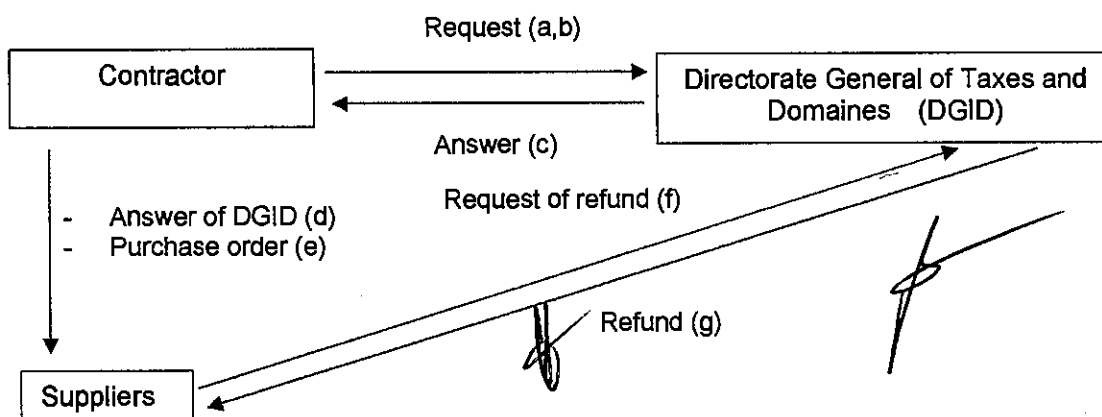 Request (a,b)
Contractor
Directorate General of Taxes and
Domaines (DGID)
Answer (c)
Request of refund (f)
- Answer of DGID (d)
- Purchase order (e)
Refund (g)
Suppliers